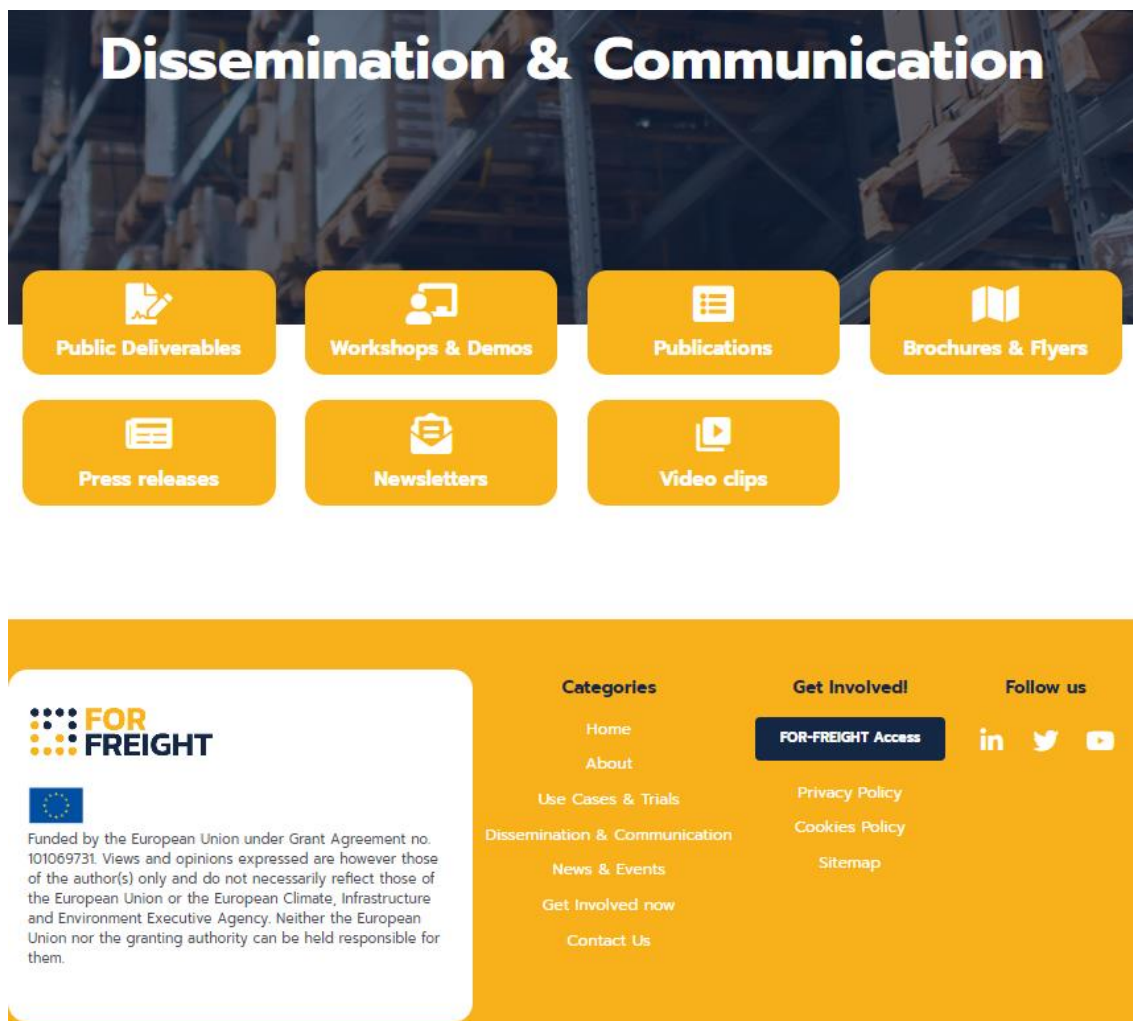 Dissemination & Communication
Public Deliverables
Workshops & Demos
Publications
Brochures & Flyers
Press releases
Newsletters
Video clips
FOR
FREIGHT
Funded by the European Union under Grant Agreement no.
101069731. Views and opinions expressed are however those
of the author(s) only and do not necessarily reflect those of
the European Union or the European Climate, Infrastructure
and Environment Executive Agency. Neither the European
Union nor the granting authority can be held responsible for
them.
Categories
Home
About
Use Cases & Trials
Dissemination & Communication
News & Events
Get Involved now
Contact Us
Get Involved!
FOR-FREIGHT Access
Privacy Policy
Cookies Policy
Sitemap
Follow us
in